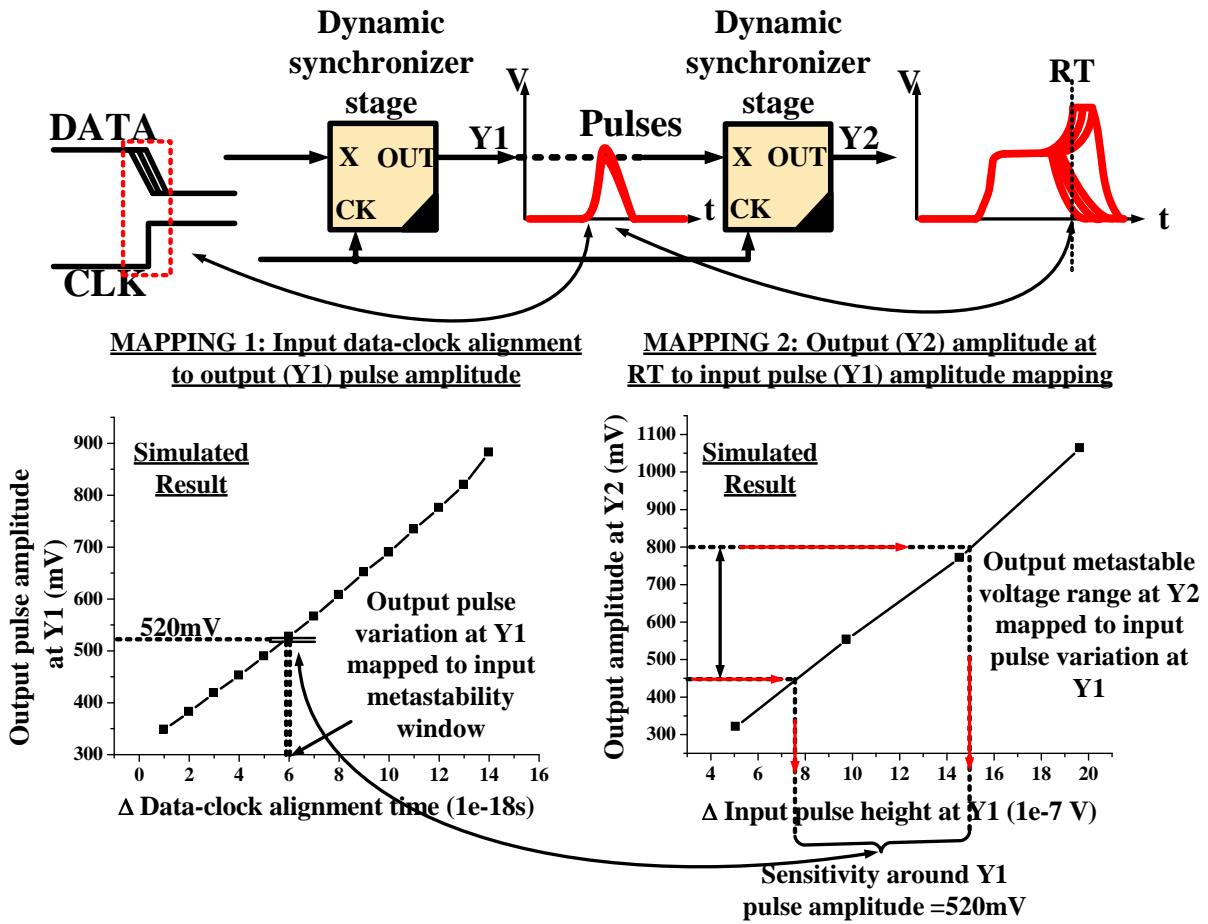 Dynamic
synchronizer
stage
Dynamic
synchronizer
stage
DATA
CLK
X OUT
CK
Y1
V
Pulses
t
X OUT
CK
Y2
V
RT
t
MAPPING 1: Input data-clock alignment
to output (Y1) pulse amplitude
MAPPING 2: Output (Y2) amplitude at
RT to input pulse (Y1) amplitude mapping
Output pulse amplitude
at Y1 (mV)
900
800
700
600
500
400
300
Simulated
Result
520mV
Output pulse
variation at Y1
mapped to input
metastability
window
0 2 4 6 8 10 12 14 16
Δ Data-clock alignment time (1e-18s)
Output amplitude at Y2 (mV)
1100
1000
900
800
700
600
500
400
300
Simulated
Result
Output metastable
voltage range at Y2
mapped to input
pulse variation at
Y1
4 6 8 10 12 14 16 18 20
Δ Input pulse height at Y1 (1e-7 V)
Sensitivity around Y1
pulse amplitude =520mV